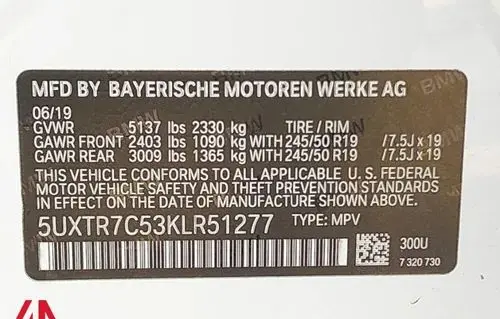 MFD BY BAYERISCHE MOTOREN WERKE AG
06/19
GVWR 5137 lbs 2330 kg TIRE / RIM
GAWR FRONT 2403 lbs 1090 kg WITH 245/50 R19 /7.5J x 19
GAWR REAR 3009 lbs 1365 kg WITH 245/50 R19 /7.5J x 19
THIS VEHICLE CONFORMS TO ALL APPLICABLE U. S. FEDERAL
MOTOR VEHICLE SAFETY AND THEFT PREVENTION STANDARDS
IN EFFECT ON THE DATE OF MANUFACTURE SHOWN ABOVE.
5UXTR7C53KLR51277 TYPE: MPV
300U
7 320 730